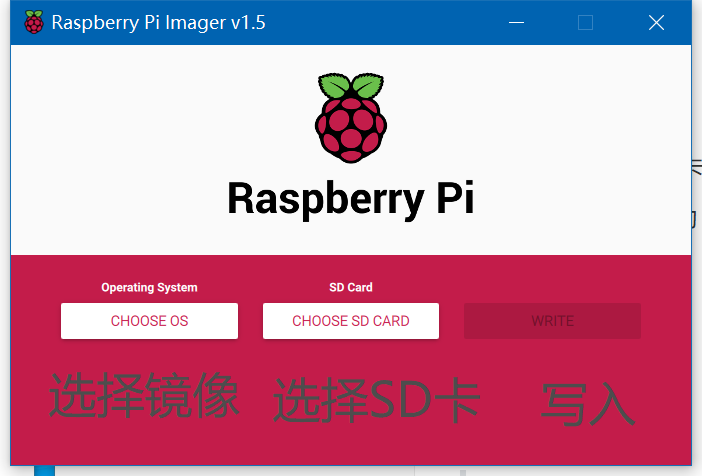 Raspberry Pi Imager v1.5
Raspberry Pi
Operating System
SD Card
CHOOSE OS
CHOOSE SD CARD
WRITE
选择镜像
选择SD卡
写入